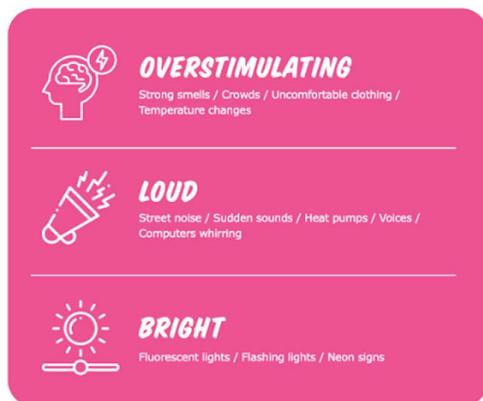 OVERSTIMULATING
Strong smells / Crowds / Uncomfortable clothing /
Temperature changes
LOUD
Street noise / Sudden sounds / Heat pumps / Voices /
Computers whirring
BRIGHT
Fluorescent lights / Flashing lights / Neon signs